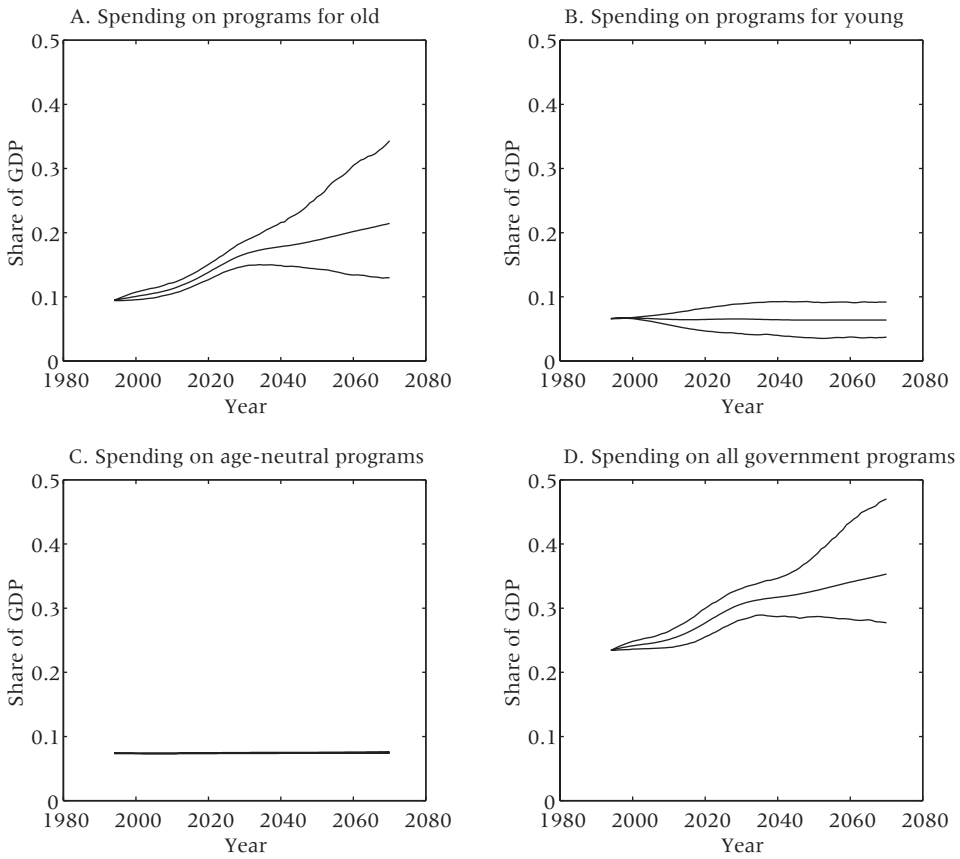 A. Spending on programs for old
0.5
0.4
0.3
0.2
0.1
0
Share of GDP
1980 2000 2020 2040 2060 2080
Year
B. Spending on programs for young
0.5
0.4
0.3
0.2
0.1
0
Share of GDP
1980 2000 2020 2040 2060 2080
Year
C. Spending on age-neutral programs
0.5
0.4
0.3
0.2
0.1
0
Share of GDP
1980 2000 2020 2040 2060 2080
Year
D. Spending on all government programs
0.5
0.4
0.3
0.2
0.1
0
Share of GDP
1980 2000 2020 2040 2060 2080
Year